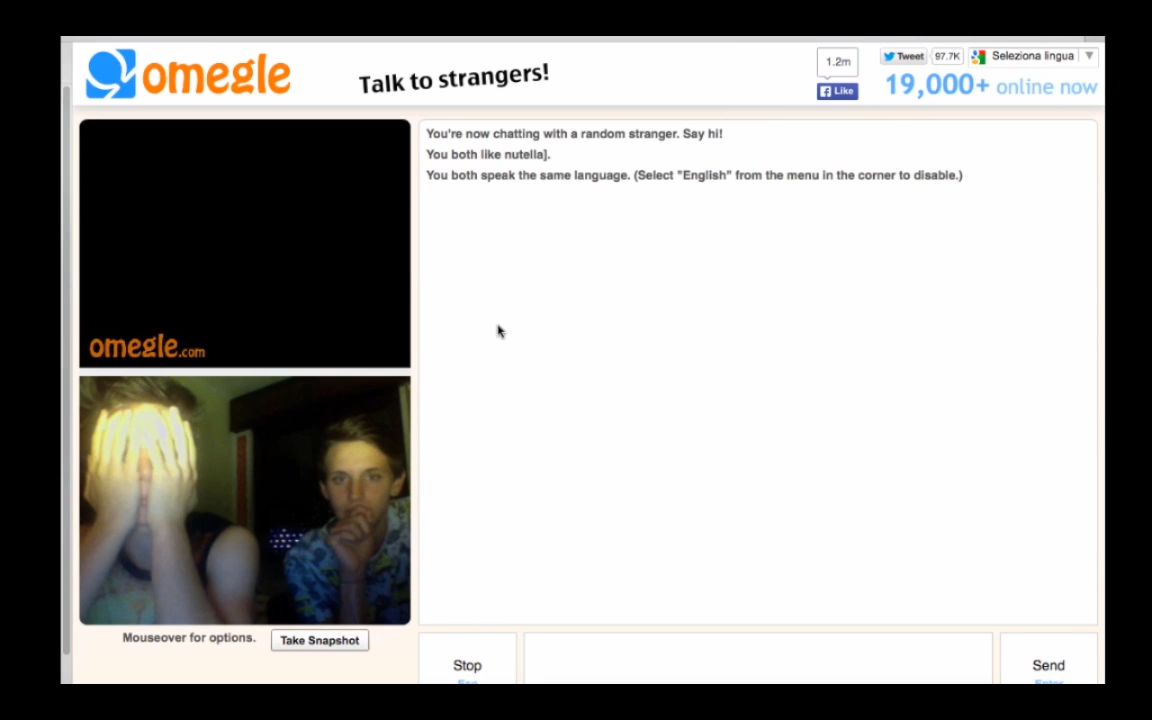 omegle
Talk to strangers!
1.2m
Like
Tweet
97.7K
Seleziona lingua
19,000+ online now
You're now chatting with a random stranger. Say hi!
You both like nutella].
You both speak the same language. (Select "English" from the menu in the corner to disable.)
omegle.com
Mouseover for options.
Take Snapshot
Stop
Send